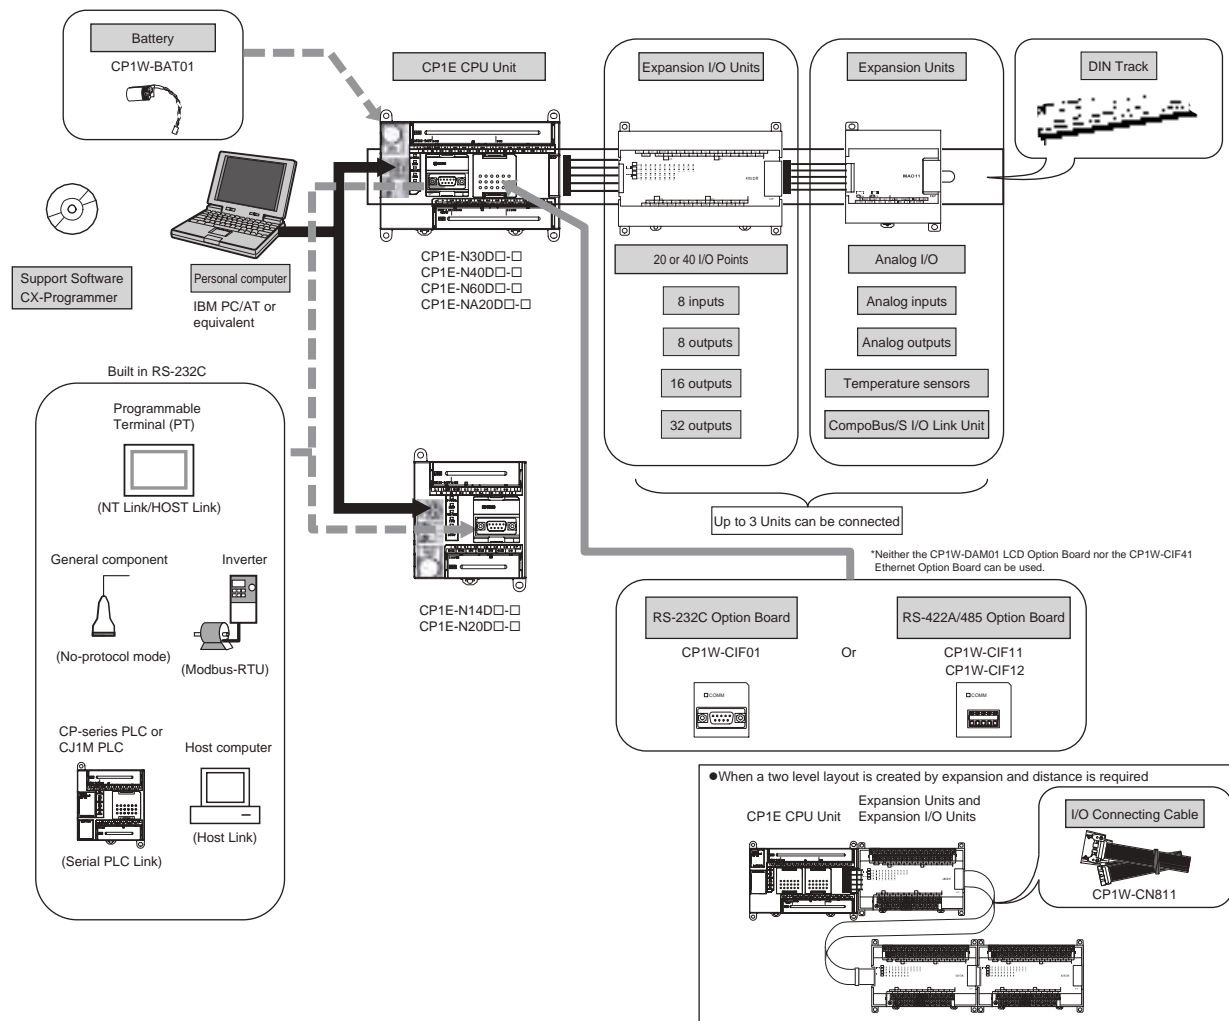 Battery
CP1W-BAT01
CP1E CPU Unit
Expansion I/O Units
Expansion Units
DIN Track
MAD11
Support Software
CX-Programmer
Personal computer
IBM PC/AT or
equivalent
CP1E-N30D□-□
CP1E-N40D□-□
CP1E-N60D□-□
CP1E-NA20D□-□
20 or 40 I/O Points
8 inputs
8 outputs
16 outputs
32 outputs
Analog I/O
Analog inputs
Analog outputs
Temperature sensors
CompoBus/S I/O Link Unit
Up to 3 Units can be connected
Built in RS-232C
Programmable
Terminal (PT)
(NT Link/HOST Link)
General component
(No-protocol mode)
Inverter
(Modbus-RTU)
CP-series PLC or
CJ1M PLC
(Serial PLC Link)
Host computer
(Host Link)
CP1E-N14D□-□
CP1E-N20D□-□
*Neither the CP1W-DAM01 LCD Option Board nor the CP1W-CIF41
Ethernet Option Board can be used.
RS-232C Option Board
CP1W-CIF01
COMM
Or
RS-422A/485 Option Board
CP1W-CIF11
CP1W-CIF12
COMM
●When a two level layout is created by expansion and distance is required
CP1E CPU Unit
Expansion Units and
Expansion I/O Units
I/O Connecting Cable
CP1W-CN811